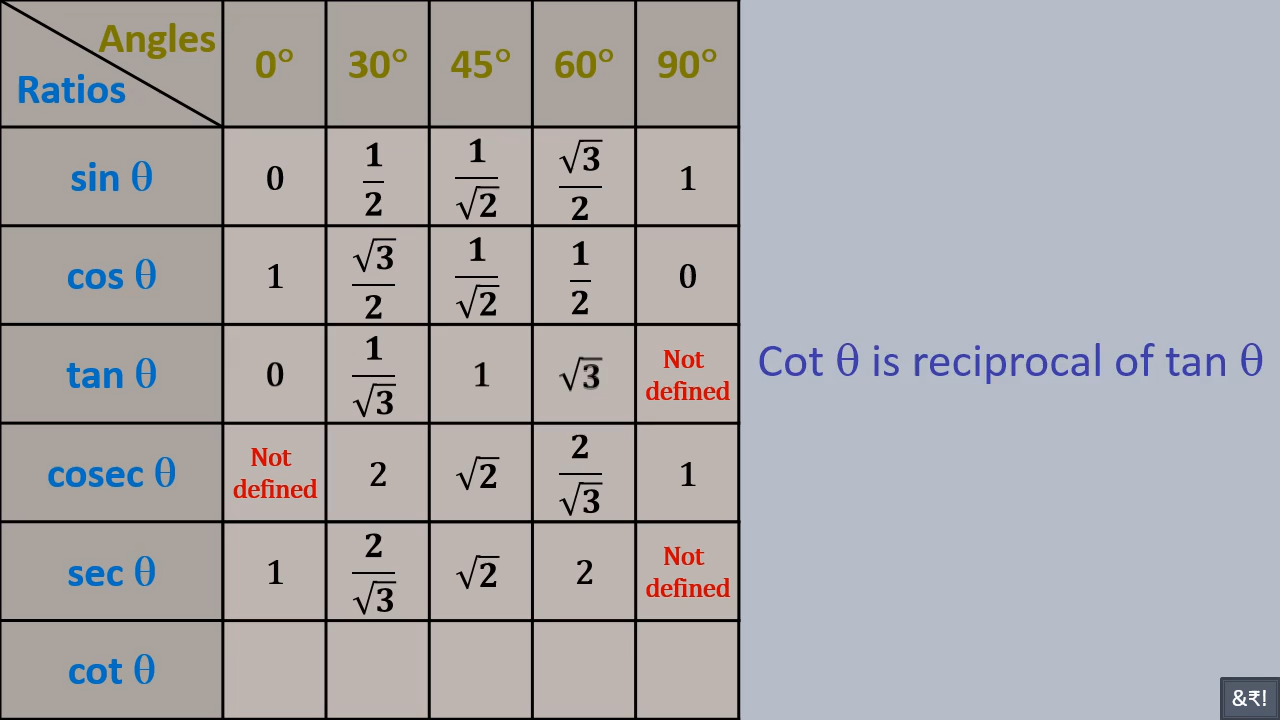 Angles
Ratios
0° 30° 45° 60° 90°
sin θ 0 1/2 1/√2 √3/2 1
cos θ 1 √3/2 1/√2 1/2 0
tan θ 0 1/√3 1 √3 Not defined
cosec θ Not defined 2 √2 2/√3 1
sec θ 1 2/√3 √2 2 Not defined
cot θ
Cot θ is reciprocal of tan θ
&₹!